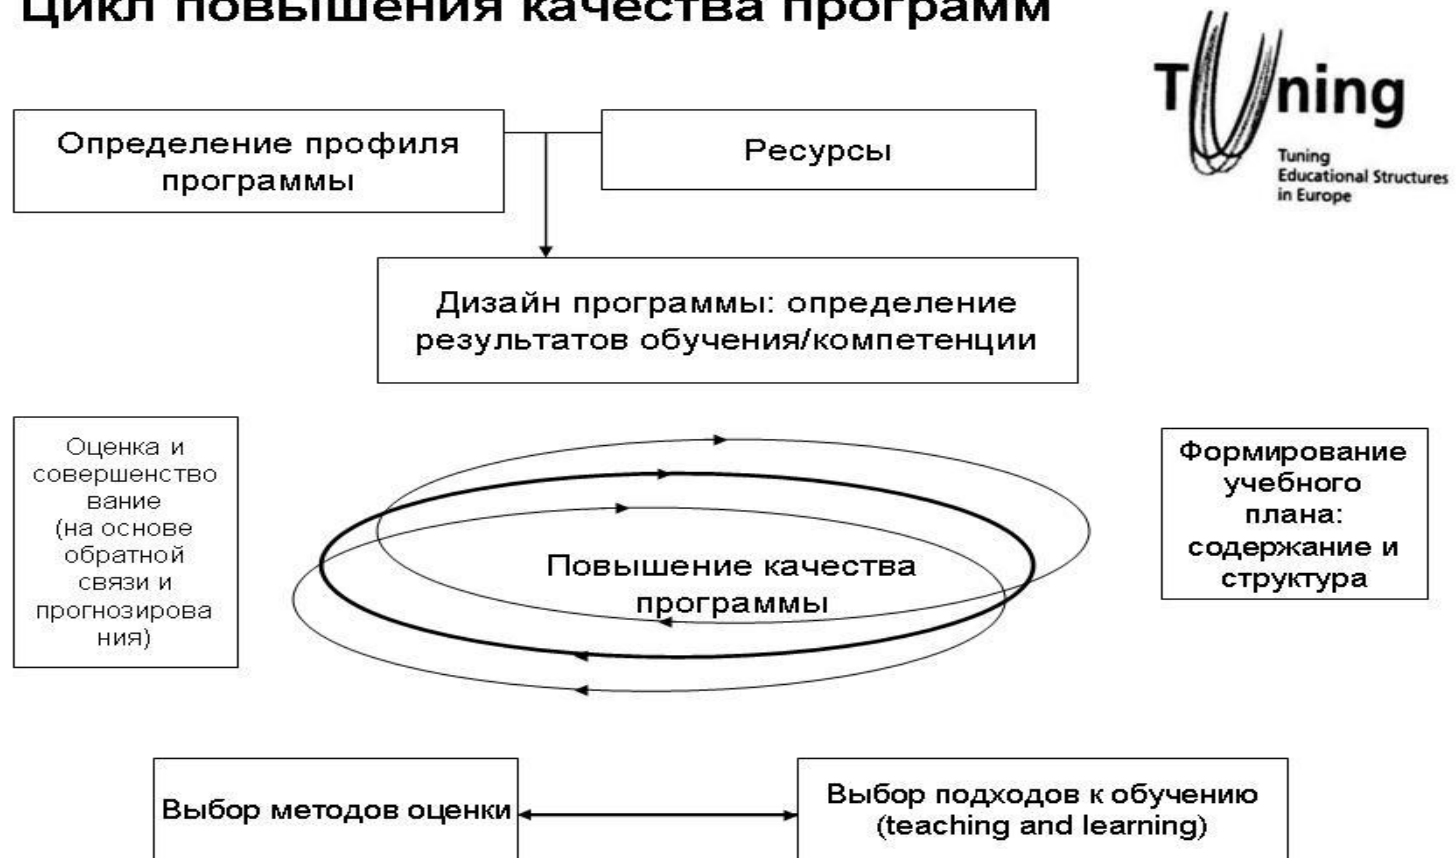 Цикл повышения качества программ
Tuning
Tuning
Educational Structures
in Europe
Определение профиля
программы
Ресурсы
Дизайн программы: определение
результатов обучения/компетенции
Оценка и
совершенство
вание
(на основе
обратной
связи и
прогнозирова
ния)
Повышение качества
программы
Формирование
учебного
плана:
содержание и
структура
Выбор методов оценки
Выбор подходов к обучению
(teaching and learning)